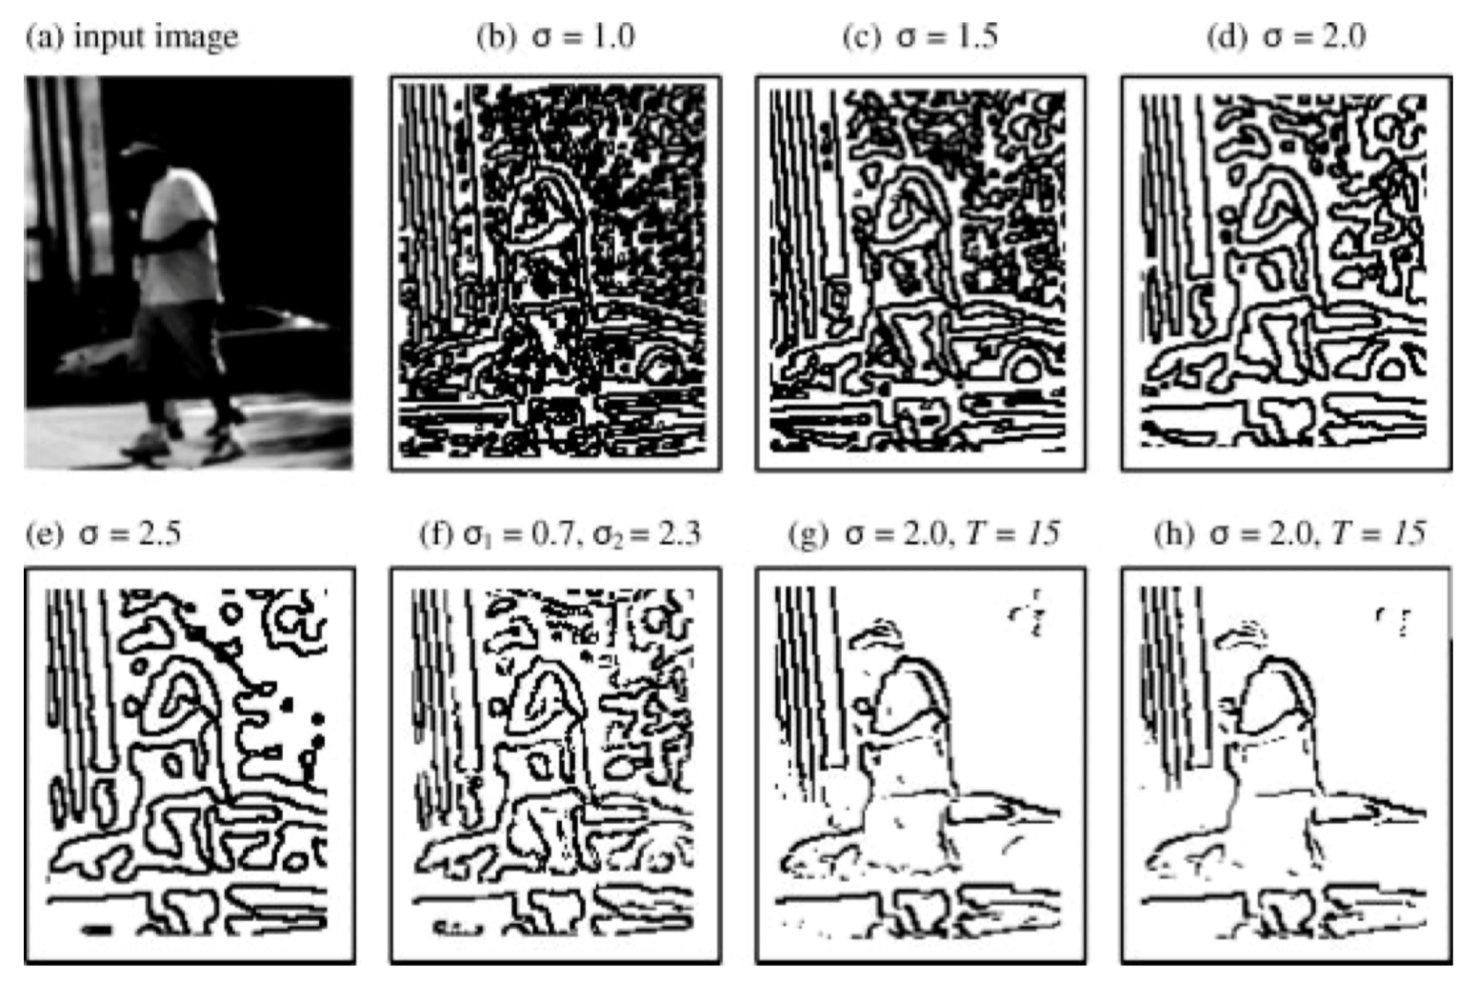 (a) input image
(b) σ = 1.0
(c) σ = 1.5
(d) σ = 2.0
(e) σ = 2.5
(f) σ₁ = 0.7, σ₂ = 2.3
(g) σ = 2.0, T = 15
(h) σ = 2.0, T = 15